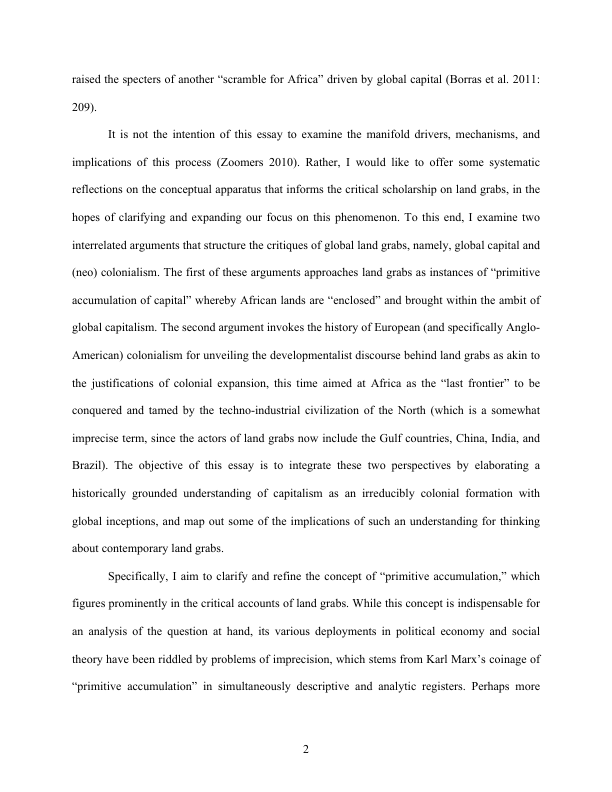 raised the specters of another “scramble for Africa” driven by global capital (Borras et al. 2011:
209).
It is not the intention of this essay to examine the manifold drivers, mechanisms, and
implications of this process (Zoomers 2010). Rather, I would like to offer some systematic
reflections on the conceptual apparatus that informs the critical scholarship on land grabs, in the
hopes of clarifying and expanding our focus on this phenomenon. To this end, I examine two
interrelated arguments that structure the critiques of global land grabs, namely, global capital and
(neo) colonialism. The first of these arguments approaches land grabs as instances of “primitive
accumulation of capital” whereby African lands are “enclosed” and brought within the ambit of
global capitalism. The second argument invokes the history of European (and specifically Anglo-
American) colonialism for unveiling the developmentalist discourse behind land grabs as akin to
the justifications of colonial expansion, this time aimed at Africa as the “last frontier” to be
conquered and tamed by the techno-industrial civilization of the North (which is a somewhat
imprecise term, since the actors of land grabs now include the Gulf countries, China, India, and
Brazil). The objective of this essay is to integrate these two perspectives by elaborating a
historically grounded understanding of capitalism as an irreducibly colonial formation with
global inceptions, and map out some of the implications of such an understanding for thinking
about contemporary land grabs.
Specifically, I aim to clarify and refine the concept of “primitive accumulation,” which
figures prominently in the critical accounts of land grabs. While this concept is indispensable for
an analysis of the question at hand, its various deployments in political economy and social
theory have been riddled by problems of imprecision, which stems from Karl Marx’s coinage of
“primitive accumulation” in simultaneously descriptive and analytic registers. Perhaps more
2